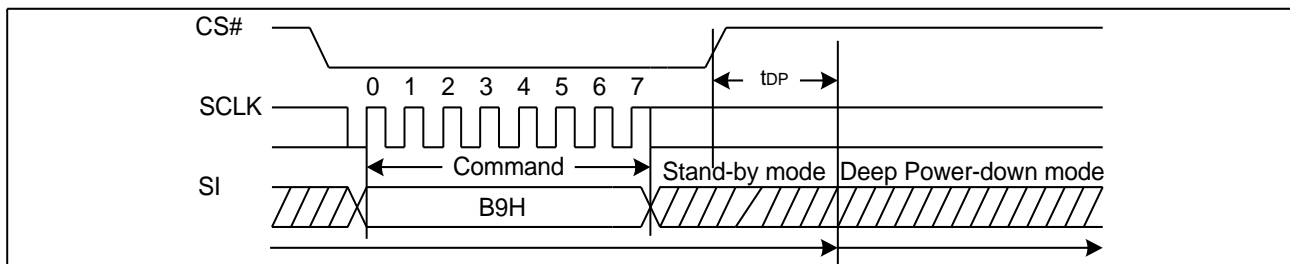 CS#
tDP
0 1 2 3 4 5 6 7
SCLK
Command
Stand-by mode Deep Power-down mode
SI
B9H